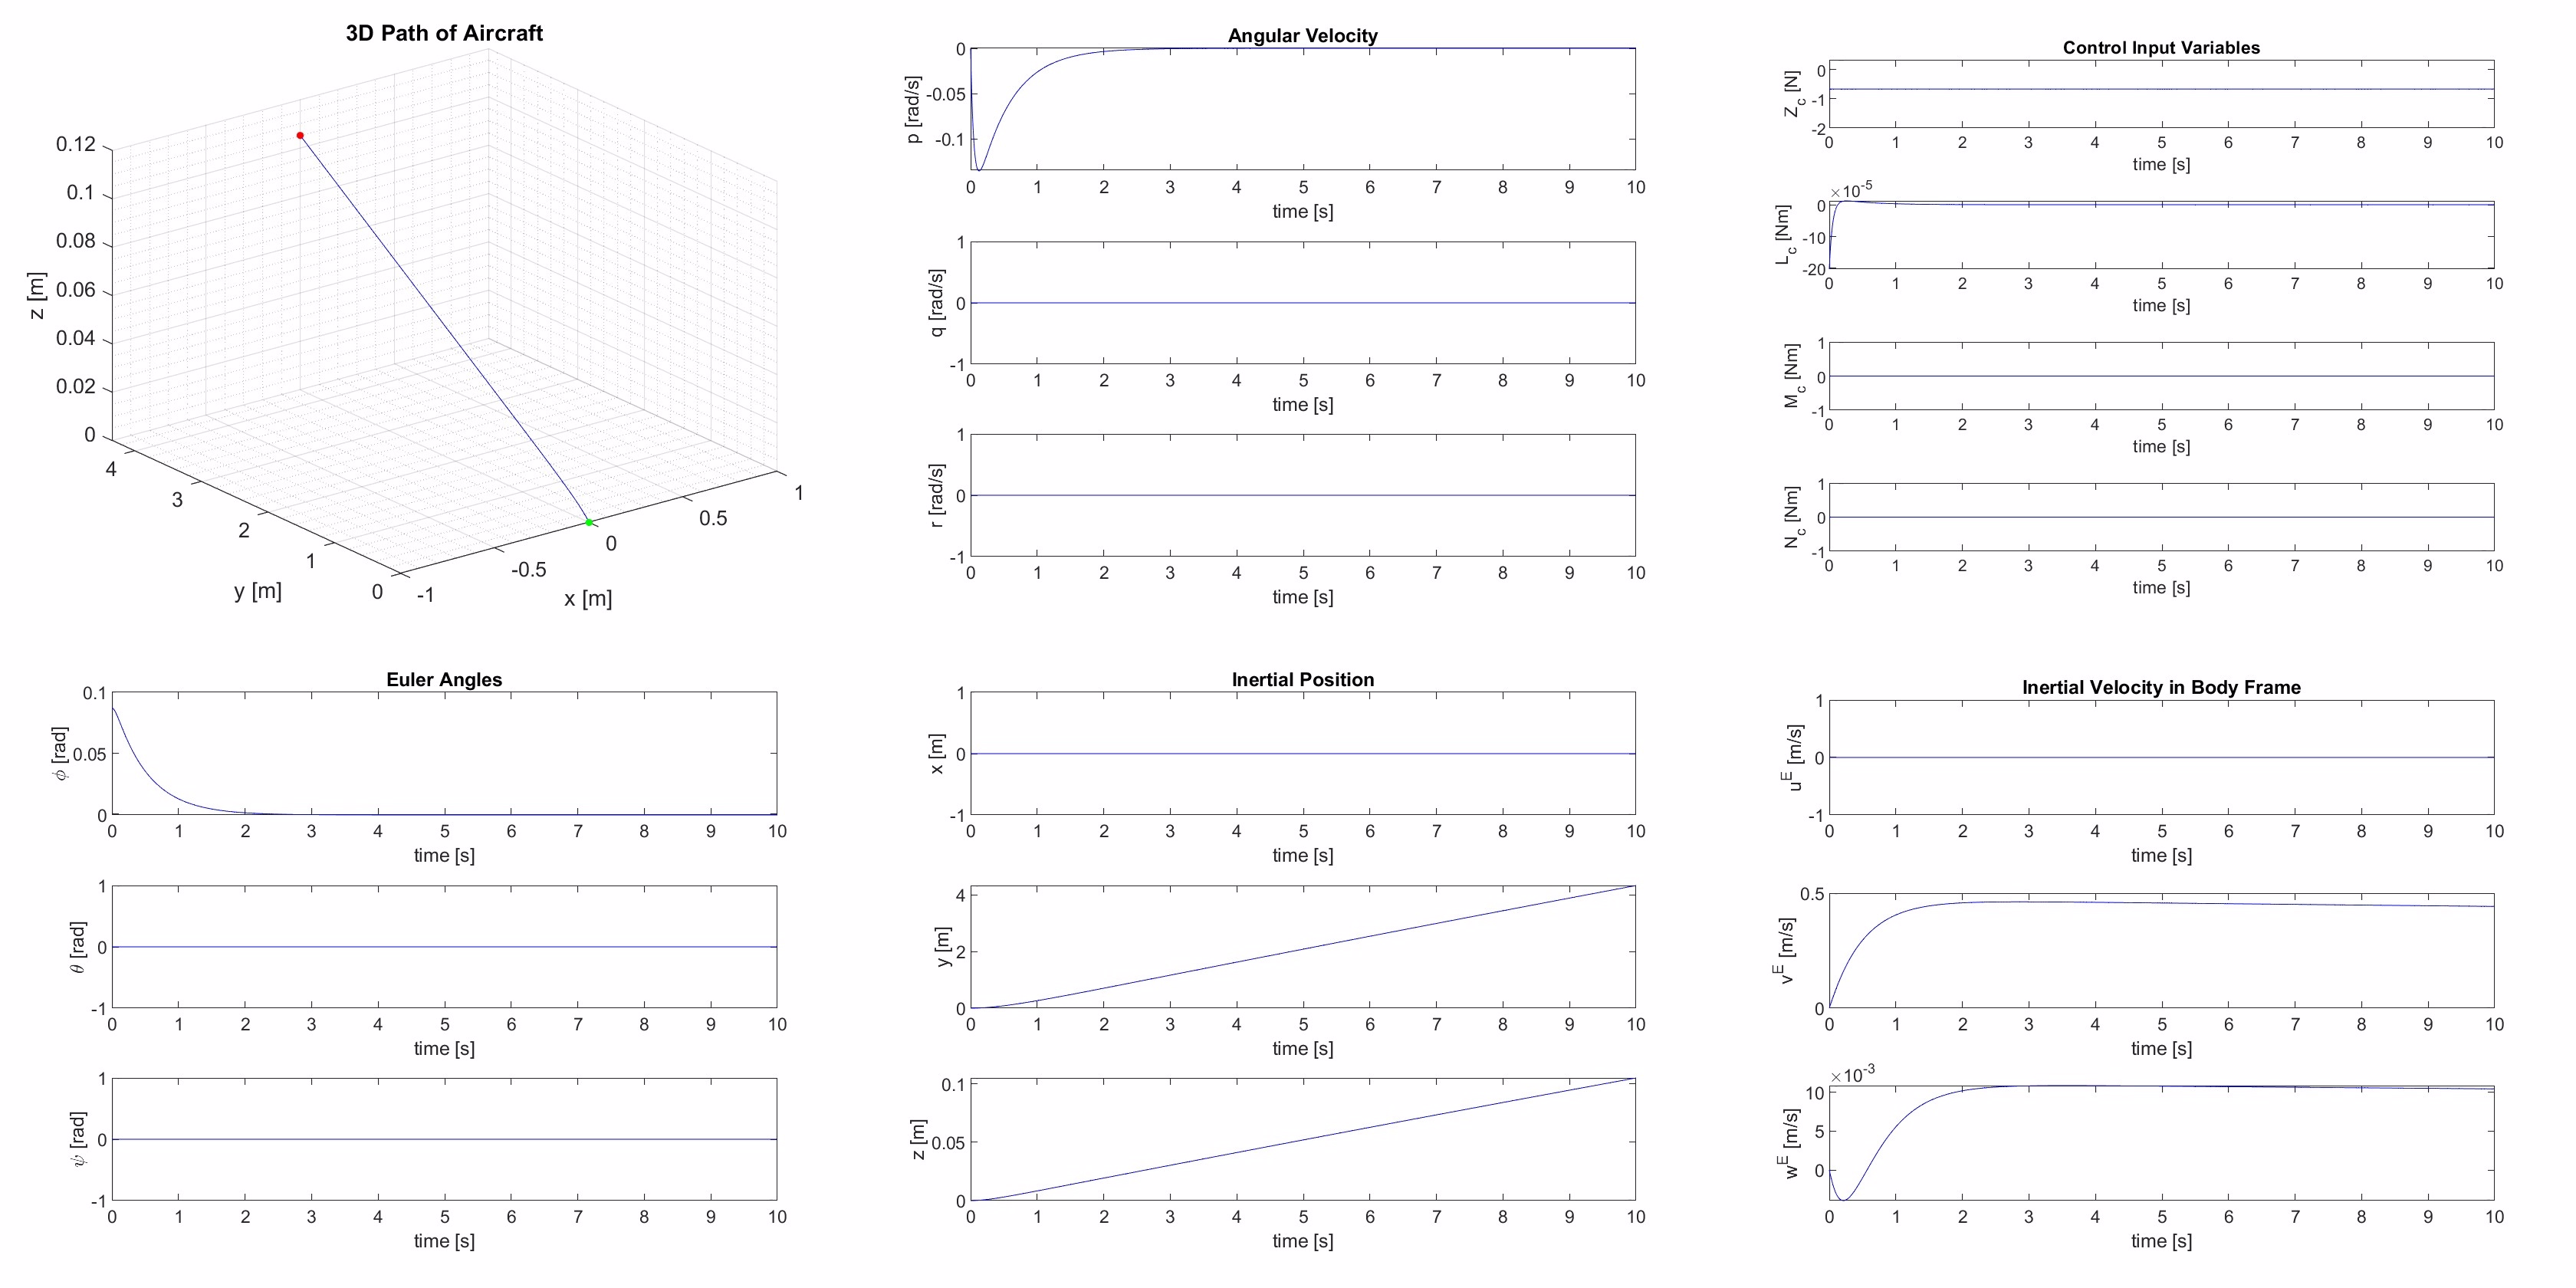 3D Path of Aircraft
0.12
0.1
0.08
0.06
0.04
0.02
0
z [m]
4
3
2
1
0
y [m]
-1
-0.5
0
0.5
1
x [m]
Angular Velocity
0
-0.05
-0.1
p [rad/s]
0 1 2 3 4 5 6 7 8 9 10
time [s]
1
0
-1
q [rad/s]
0 1 2 3 4 5 6 7 8 9 10
time [s]
1
0
-1
r [rad/s]
0 1 2 3 4 5 6 7 8 9 10
time [s]
Control Input Variables
0
-1
-2
Z_c [N]
0 1 2 3 4 5 6 7 8 9 10
time [s]
×10^-5
0
-10
-20
L_c [Nm]
0 1 2 3 4 5 6 7 8 9 10
time [s]
1
0
-1
M_c [Nm]
0 1 2 3 4 5 6 7 8 9 10
time [s]
1
0
-1
N_c [Nm]
0 1 2 3 4 5 6 7 8 9 10
time [s]
Euler Angles
0.1
0.05
0
ϕ [rad]
0 1 2 3 4 5 6 7 8 9 10
time [s]
1
0
-1
θ [rad]
0 1 2 3 4 5 6 7 8 9 10
time [s]
1
0
-1
ψ [rad]
0 1 2 3 4 5 6 7 8 9 10
time [s]
Inertial Position
1
0
-1
x [m]
0 1 2 3 4 5 6 7 8 9 10
time [s]
4
2
0
y [m]
0 1 2 3 4 5 6 7 8 9 10
time [s]
0.1
0.05
0
z [m]
0 1 2 3 4 5 6 7 8 9 10
time [s]
Inertial Velocity in Body Frame
1
0
-1
u^E [m/s]
0 1 2 3 4 5 6 7 8 9 10
time [s]
0.5
0
v^E [m/s]
0 1 2 3 4 5 6 7 8 9 10
time [s]
×10^-3
10
5
0
w^E [m/s]
0 1 2 3 4 5 6 7 8 9 10
time [s]